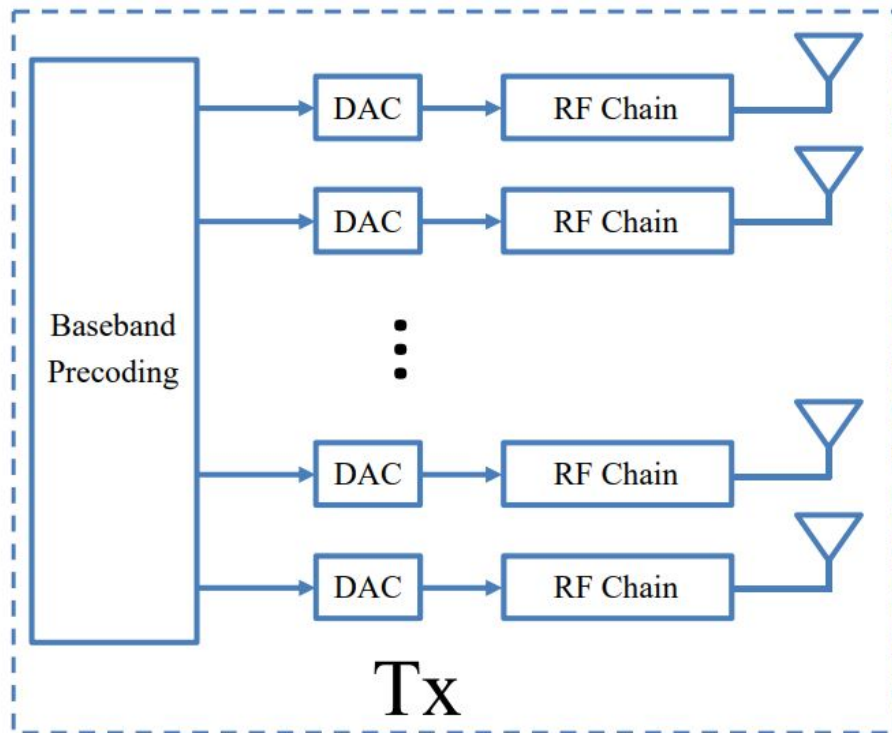 DAC
RF Chain
DAC
RF Chain
Baseband
Precoding
DAC
RF Chain
DAC
RF Chain
Tx